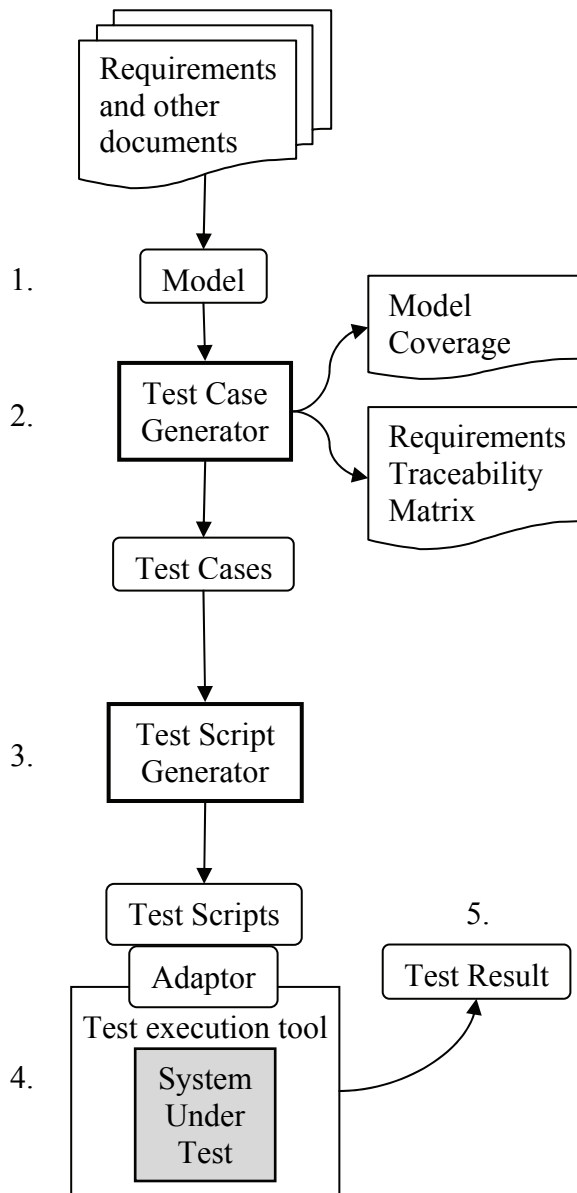 Requirements
and other
documents
1.
Model
Model
Coverage
2.
Test Case
Generator
Requirements
Traceability
Matrix
Test Cases
3.
Test Script
Generator
Test Scripts
5.
Adaptor
Test Result
Test execution tool
4.
System
Under
Test